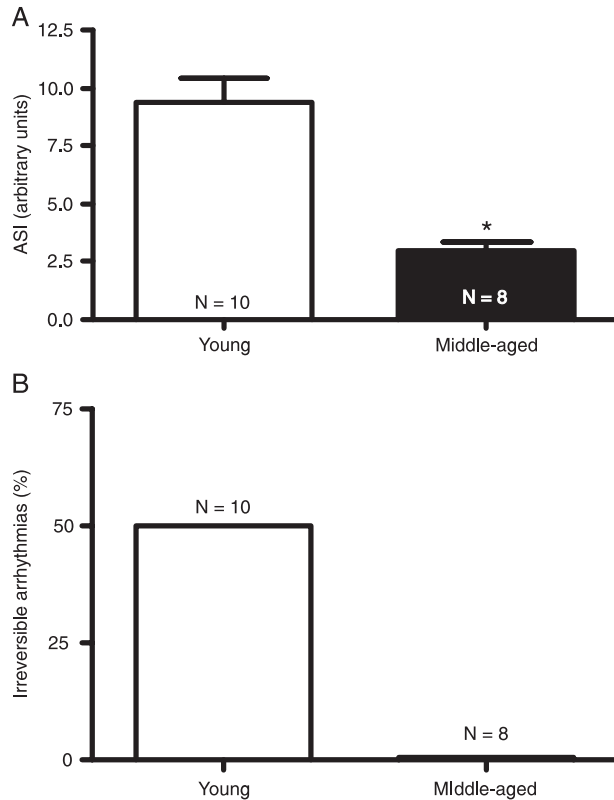 A
12.5
10.0
7.5
5.0
2.5
0.0
ASI (arbitrary units)
*
N = 10
N = 8
Young Middle-aged
B
75
50
25
0
Irreversible arrhythmias (%)
N = 10
N = 8
Young MIddle-aged